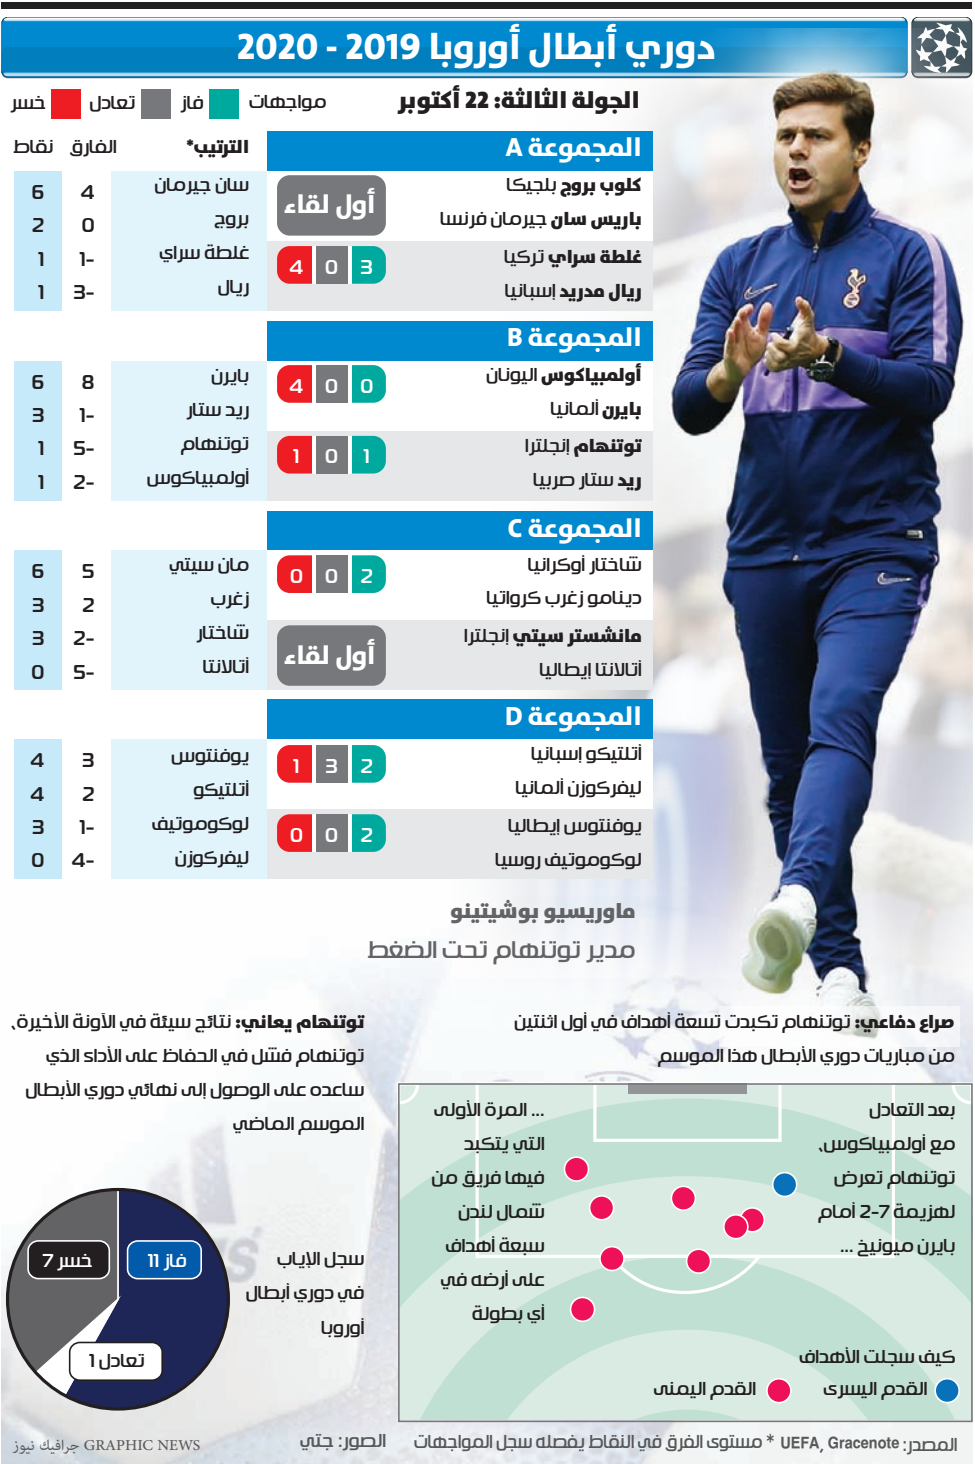 دوري أبطال أوروبا 2019 - 2020
الجولة الثالثة: 22 أكتوبر
مواجهات فاز تعادل خسر
المجموعة A
الترتيب* الفارق نقاط
كلوب بروج بلجيكا
باريس سان جيرمان فرنسا
أول لقاء
غلطة سراي تركيا
ريال مدريد إسبانيا
3 0 4
سان جيرمان 4 6
بروج 0 2
غلطة سراي -1 1
ريال -3 1
المجموعة B
أولمبياكوس اليونان
بايرن ألمانيا
0 0 4
توتنهام إنجلترا
ريد ستار صربيا
1 0 1
بايرن 8 6
ريد ستار -1 3
توتنهام -5 1
أولمبياكوس -2 1
المجموعة C
شاختار أوكرانيا
دينامو زغرب كرواتيا
2 0 0
مانشستر سيتي إنجلترا
أتالانتا إيطاليا
أول لقاء
مان سيتي 5 6
زغرب 2 3
شاختار -2 3
أتالانتا -5 0
المجموعة D
أتلتيكو إسبانيا
ليفركوزن ألمانيا
2 3 1
يوفنتوس إيطاليا
لوكوموتيف روسيا
2 0 0
يوفنتوس 3 4
أتلتيكو 2 4
لوكوموتيف -1 3
ليفركوزن -4 0
ماوريسيو بوشيتينو
مدير توتنهام تحت الضغط
صراع دفاعي: توتنهام تكبدت تسعة أهداف في أول اثنتين
من مباريات دوري الأبطال هذا الموسم
بعد التعادل
مع أولمبياكوس،
توتنهام تعرض
لهزيمة 7-2 أمام
بايرن ميونيخ ...
... المرة الأولى
التي يتكبد
فيها فريق من
شمال لندن
سبعة أهداف
على أرضه في
أي بطولة
كيف سجلت الأهداف
القدم اليسرى القدم اليمنى
توتنهام يعاني: نتائج سيئة في الآونة الأخيرة،
توتنهام فشل في الحفاظ على الأداء الذي
ساعده على الوصول إلى نهائي دوري الأبطال
الموسم الماضي
سجل الإياب
في دوري أبطال
أوروبا
فاز 11
خسر 7
تعادل 1
المصدر: UEFA, Gracenote * مستوى الفرق في النقاط يفصله سجل المواجهات
الصور: جتي
GRAPHIC NEWS جرافيك نيوز